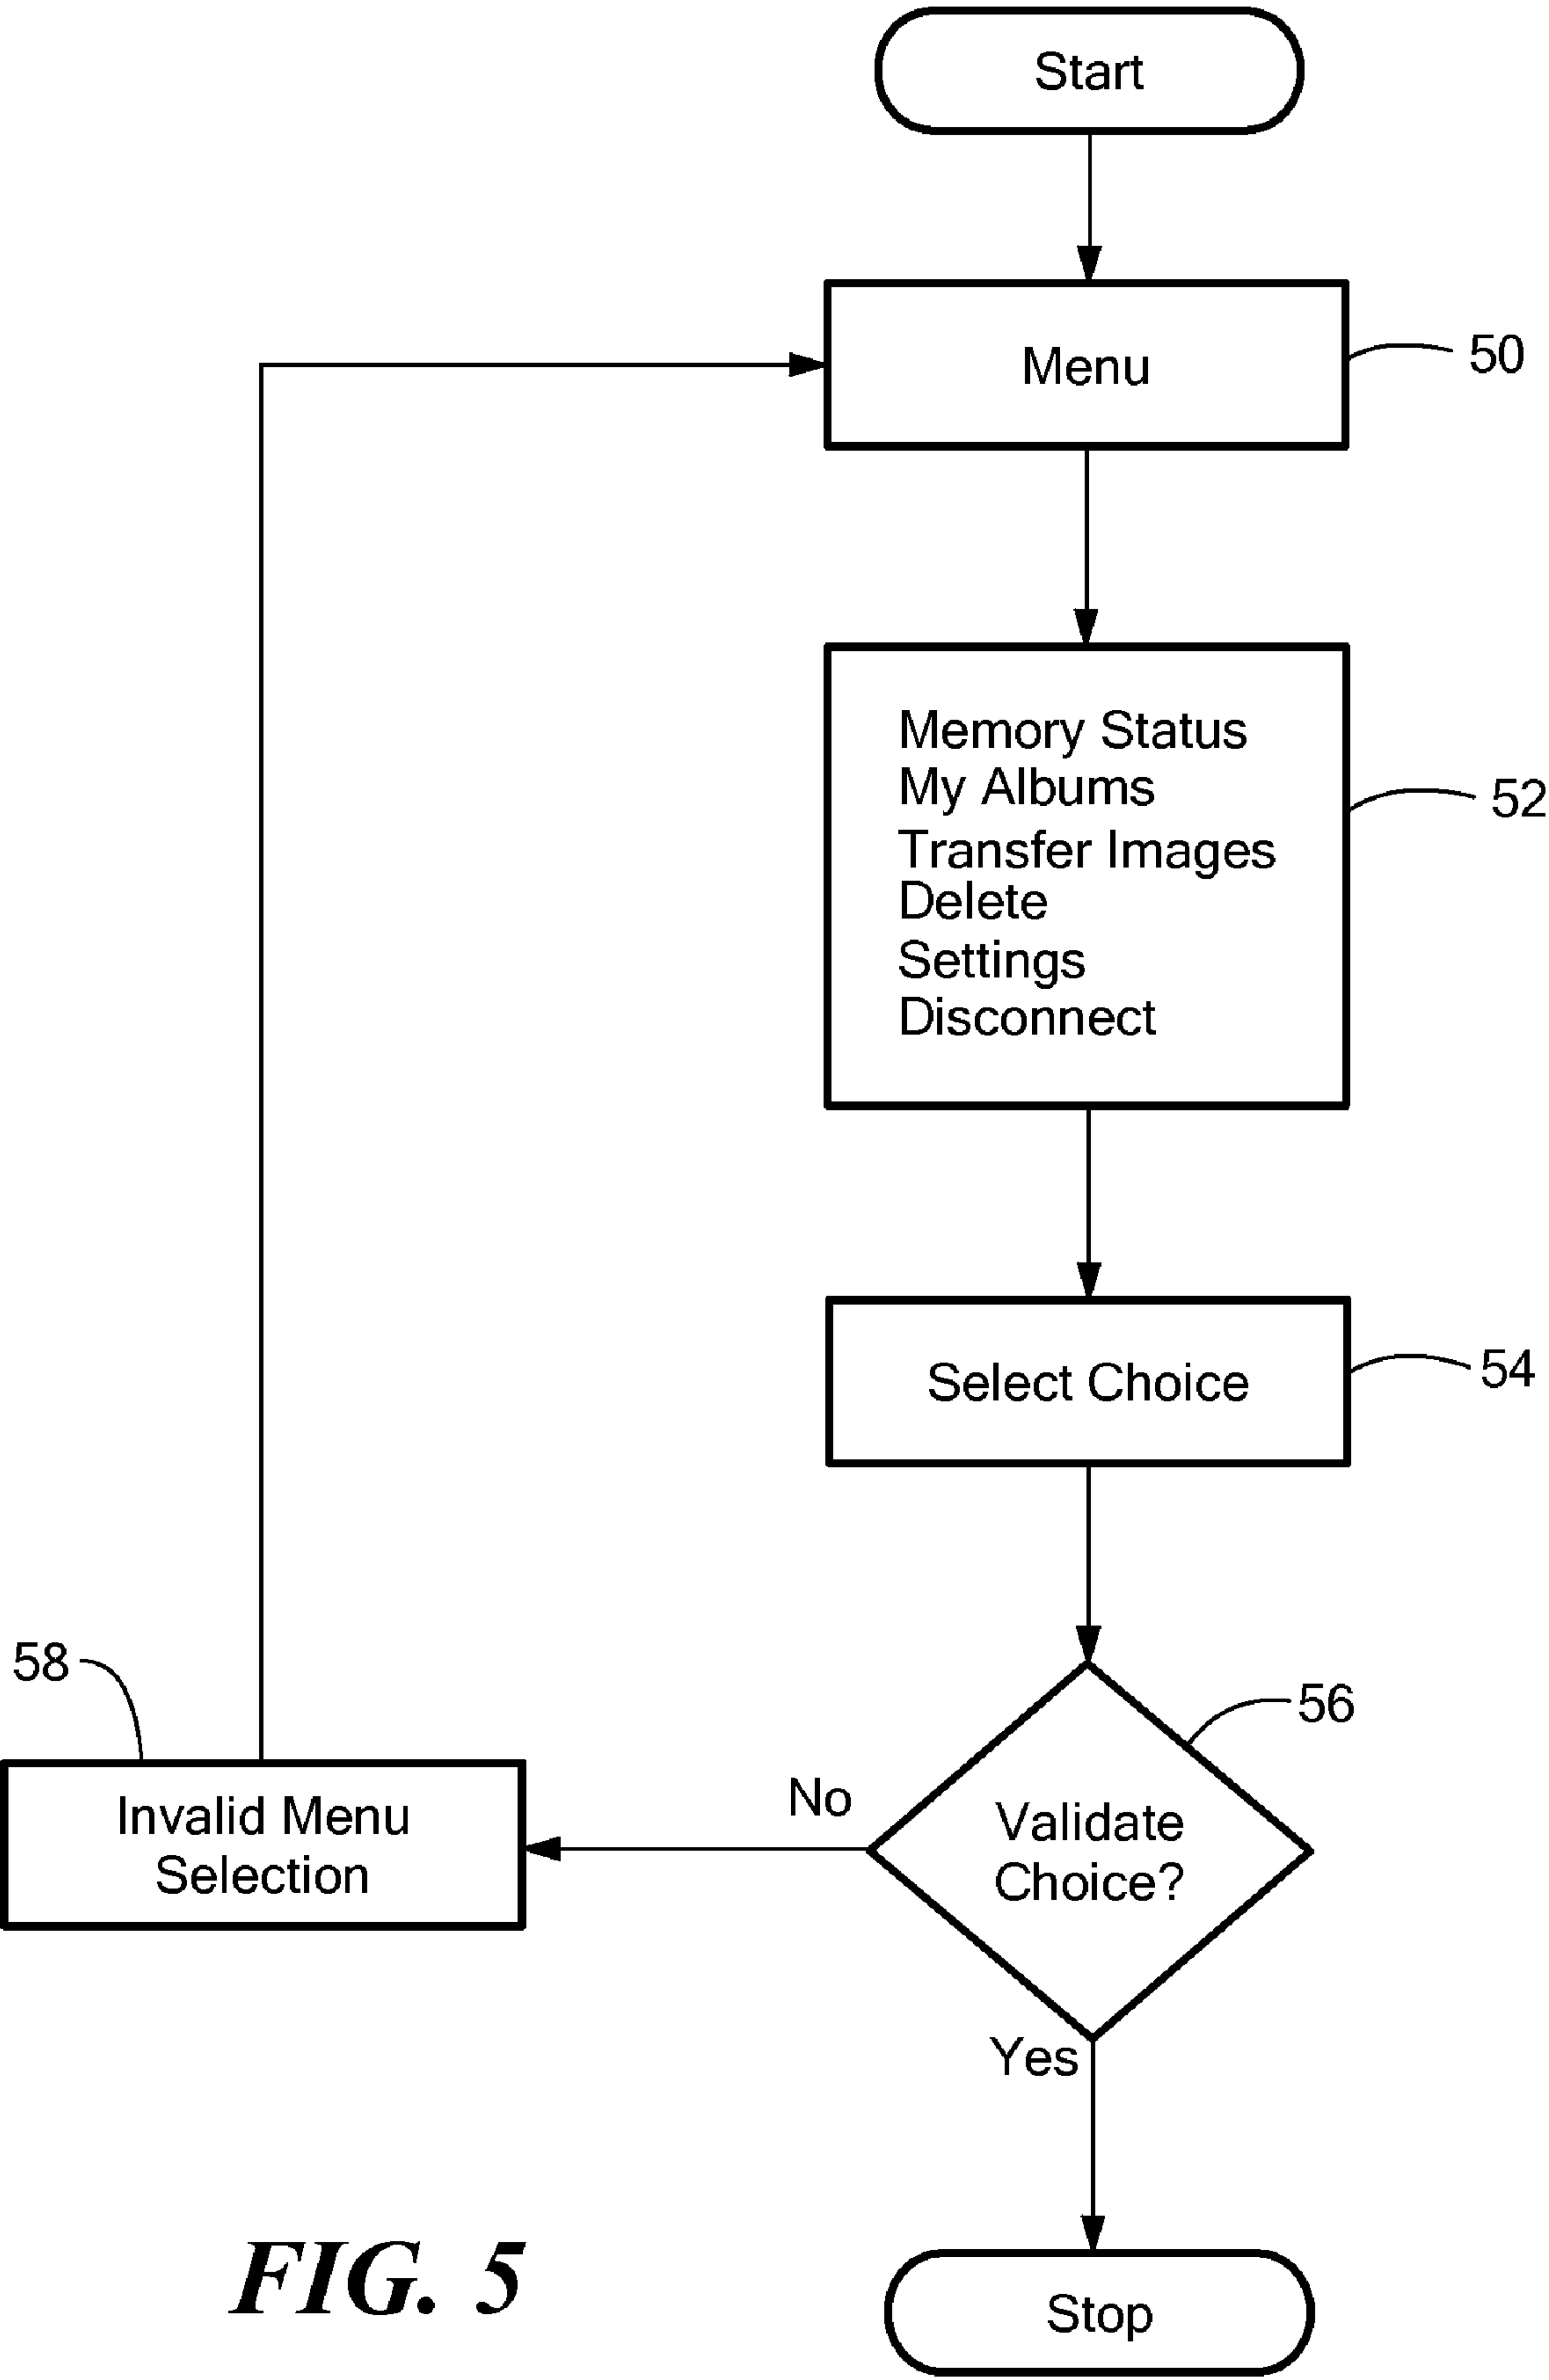 Start
Menu
50
Memory Status
My Albums
Transfer Images
Delete
Settings
Disconnect
52
Select Choice
54
58
56
Invalid Menu
Selection
No
Validate
Choice?
Yes
FIG. 5
Stop